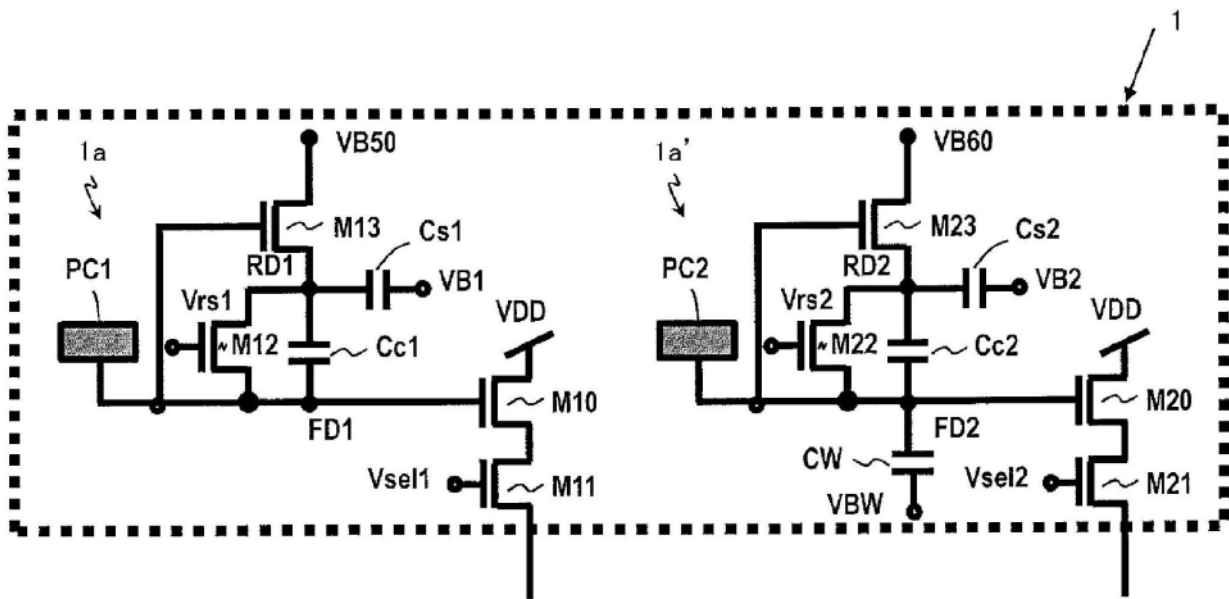 1
1a
VB50
M13
Cs1
PC1
RD1
VB1
Vrs1
VDD
M12
Cc1
M10
FD1
Vsel1
M11
1a'
VB60
M23
Cs2
PC2
RD2
VB2
Vrs2
VDD
M22
Cc2
M20
FD2
CW
Vsel2
M21
VBW